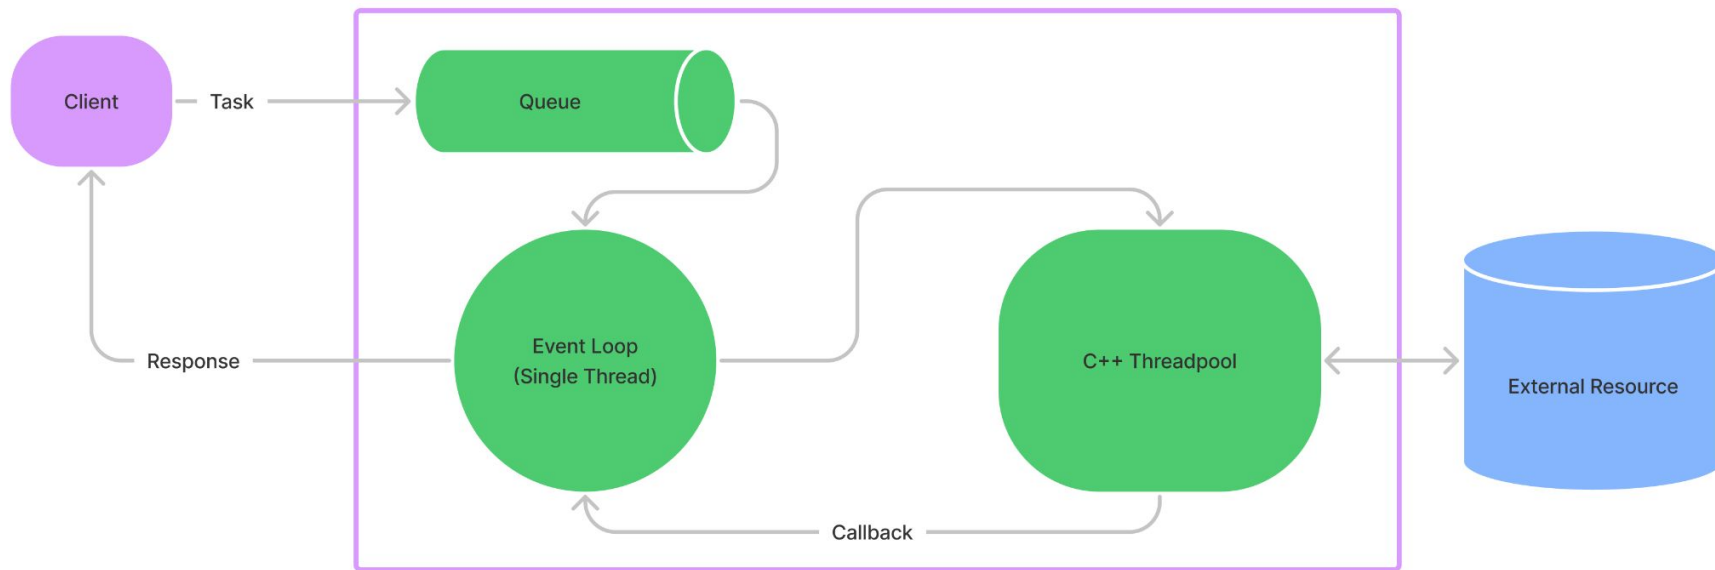 Client
Task
Queue
Response
Event Loop
(Single Thread)
C++ Threadpool
External Resource
Callback